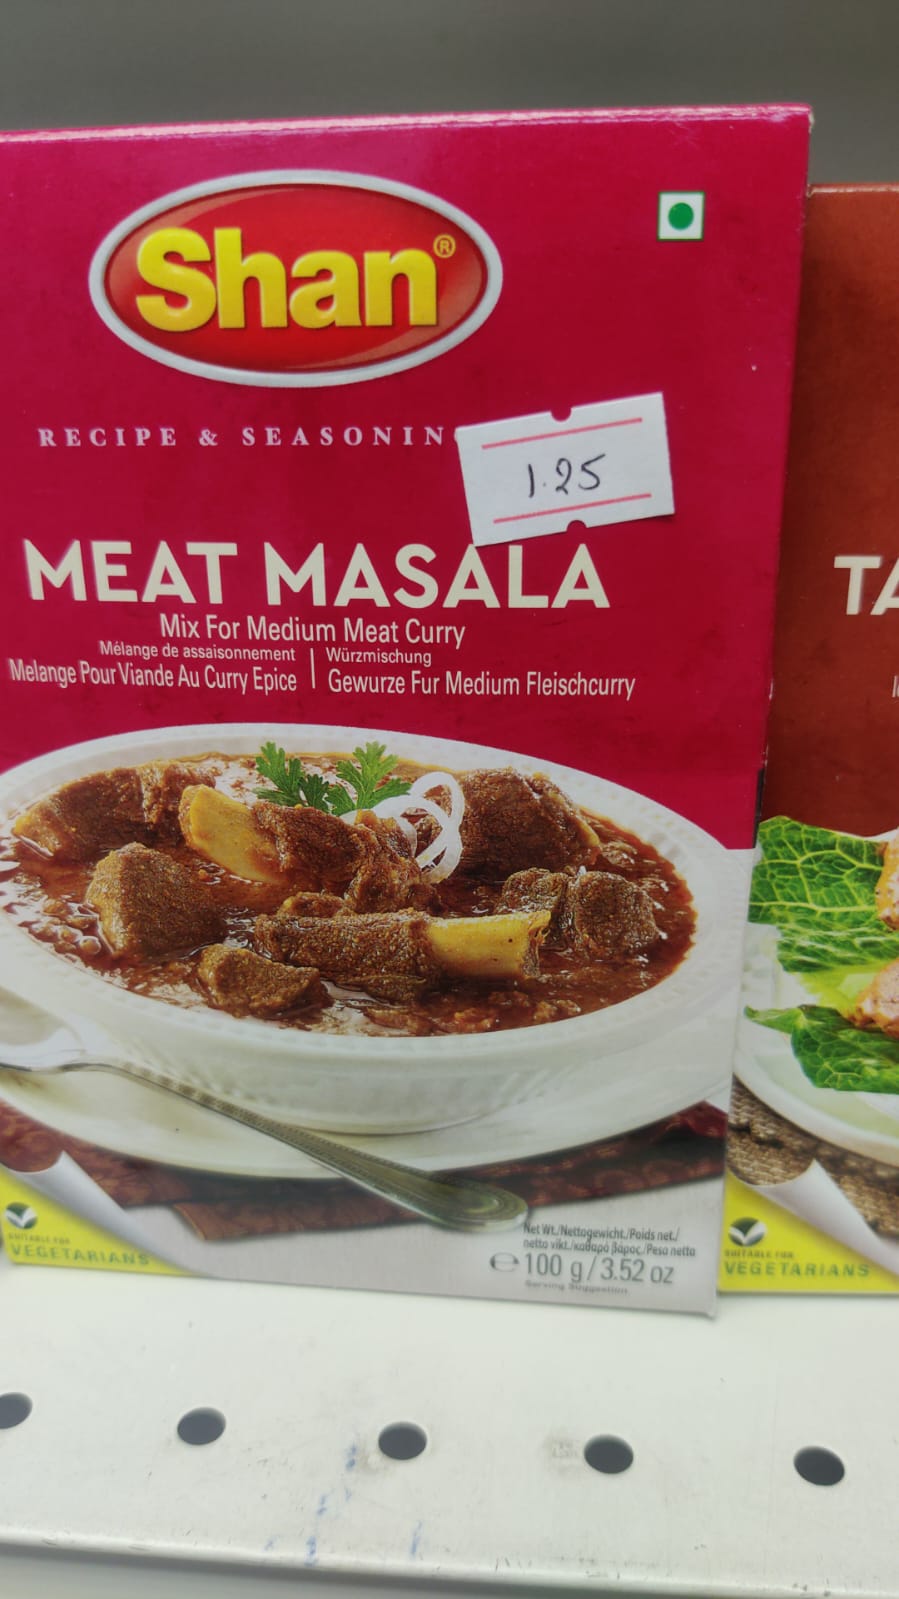 Shan®
RECIPE & SEASONIN
1.25
MEAT MASALA
Mix For Medium Meat Curry
Mélange de assaisonnement
Melange Pour Viande Au Curry Epice
Würzmischung
Gewurze Fur Medium Fleischcurry
SUITABLE FOR
VEGETARIANS
Net Wt./Nettogewicht./Poids net./
netto vikt./καθαρό βάρος./Peso netto
℮ 100 g/3.52 oz
Serving Suggestion
TA
SUITABLE FOR
VEGETARIANS